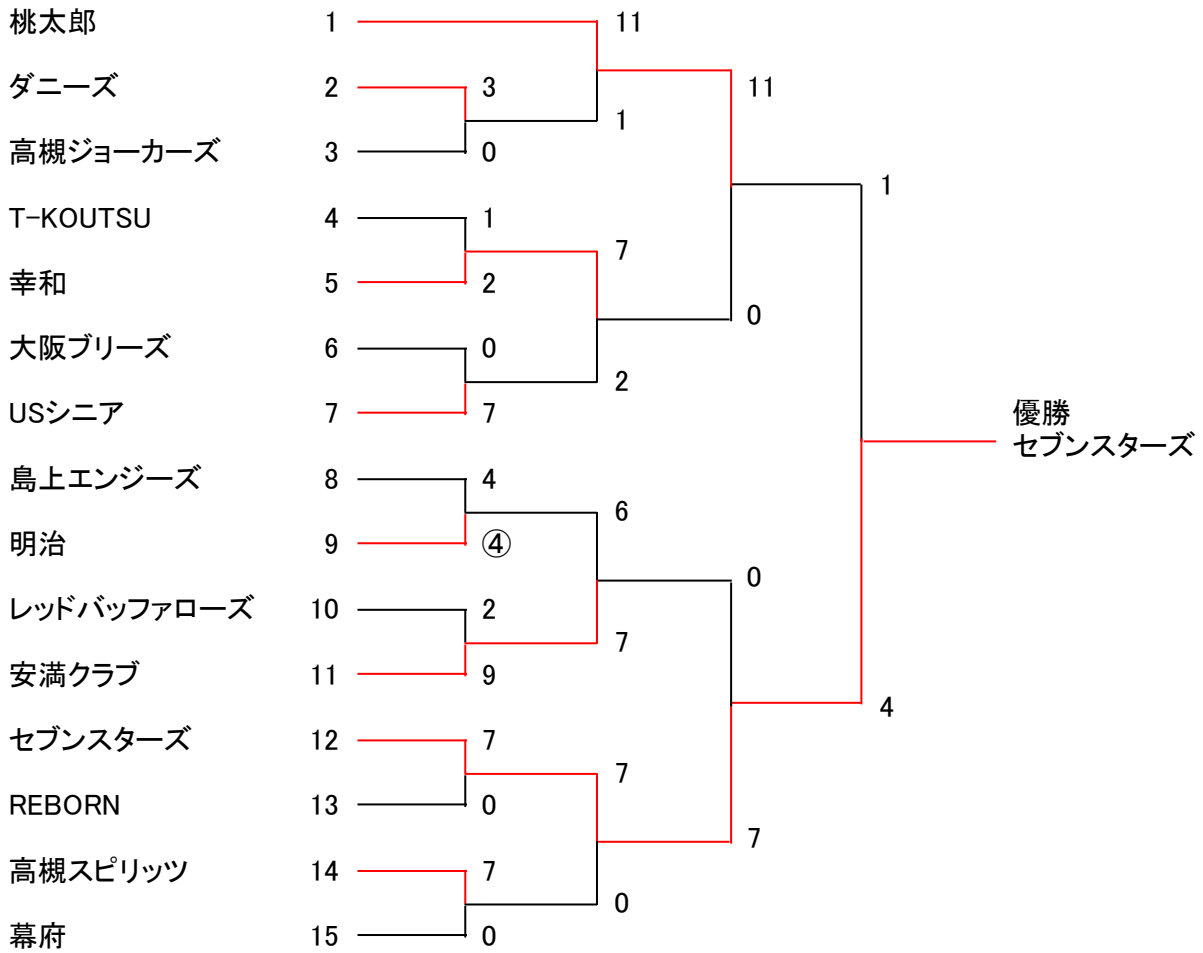 桃太郎 1 11
ダニーズ 2 3 11
1
高槻ジョーカーズ 3 0
1
T-KOUTSU 4 1
7
幸和 5 2
0
大阪ブリーズ 6 0
2
USシニア 7 7
優勝
セブンスターズ
島上エンジーズ 8 4
6
明治 9 ④
0
レッドバッファローズ 10 2
7
安満クラブ 11 9
4
セブンスターズ 12 7
7
REBORN 13 0
7
高槻スピリッツ 14 7
0
幕府 15 0